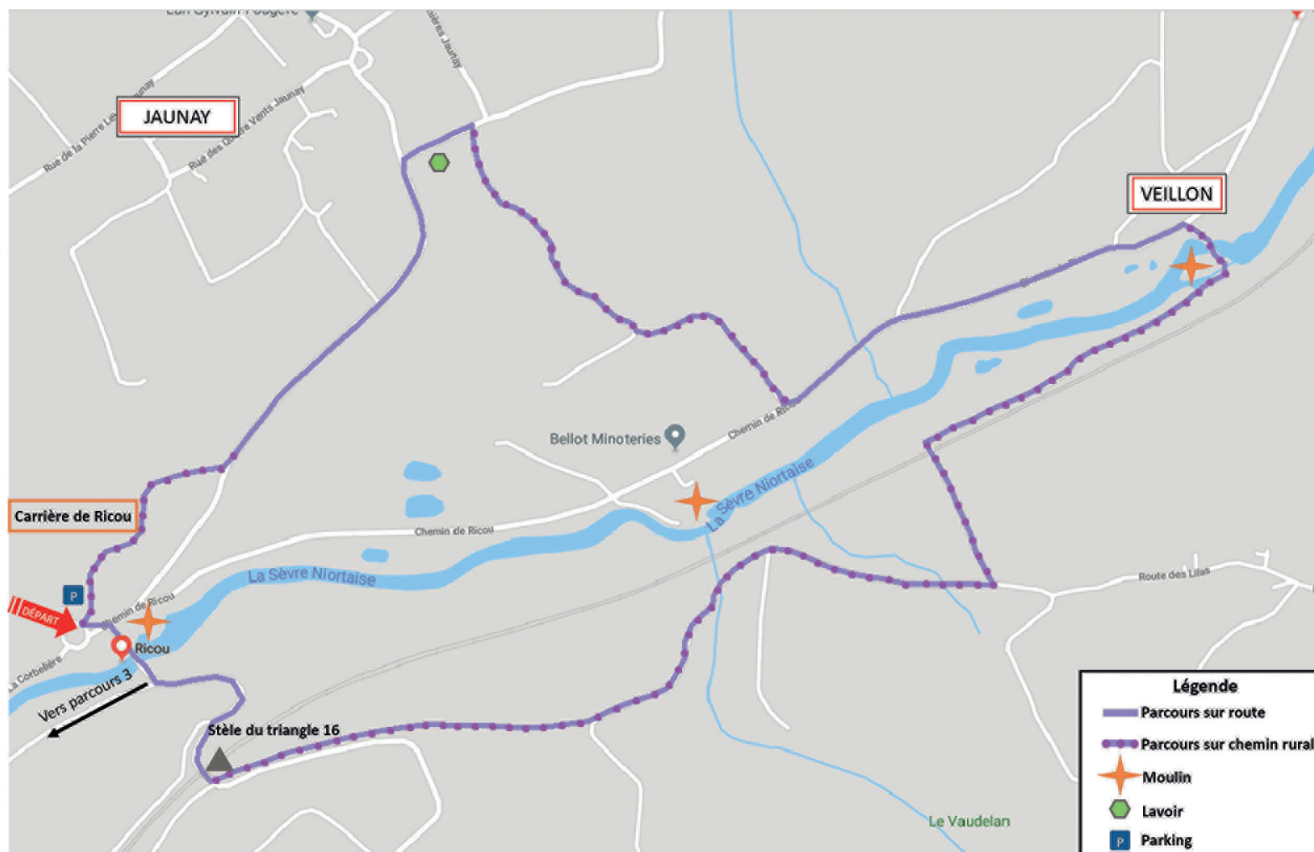 JAUNAY
Rue de la Pierre Levée Jaunay
Rue des Quatre Vents Jaunay
VEILLON
Bellot Minoteries
Chemin de Ricou
La Sèvre Niortaise
Carrière de Ricou
Chemin de Ricou
La Sèvre Niortaise
P
DÉPART
Chemin de Ricou
Ricou
La Corbelière
Vers parcours 3
Stèle du triangle 16
Route des Lilas
Le Vaudelan
Légende
Parcours sur route
Parcours sur chemin rural
Moulin
Lavoir
P
Parking